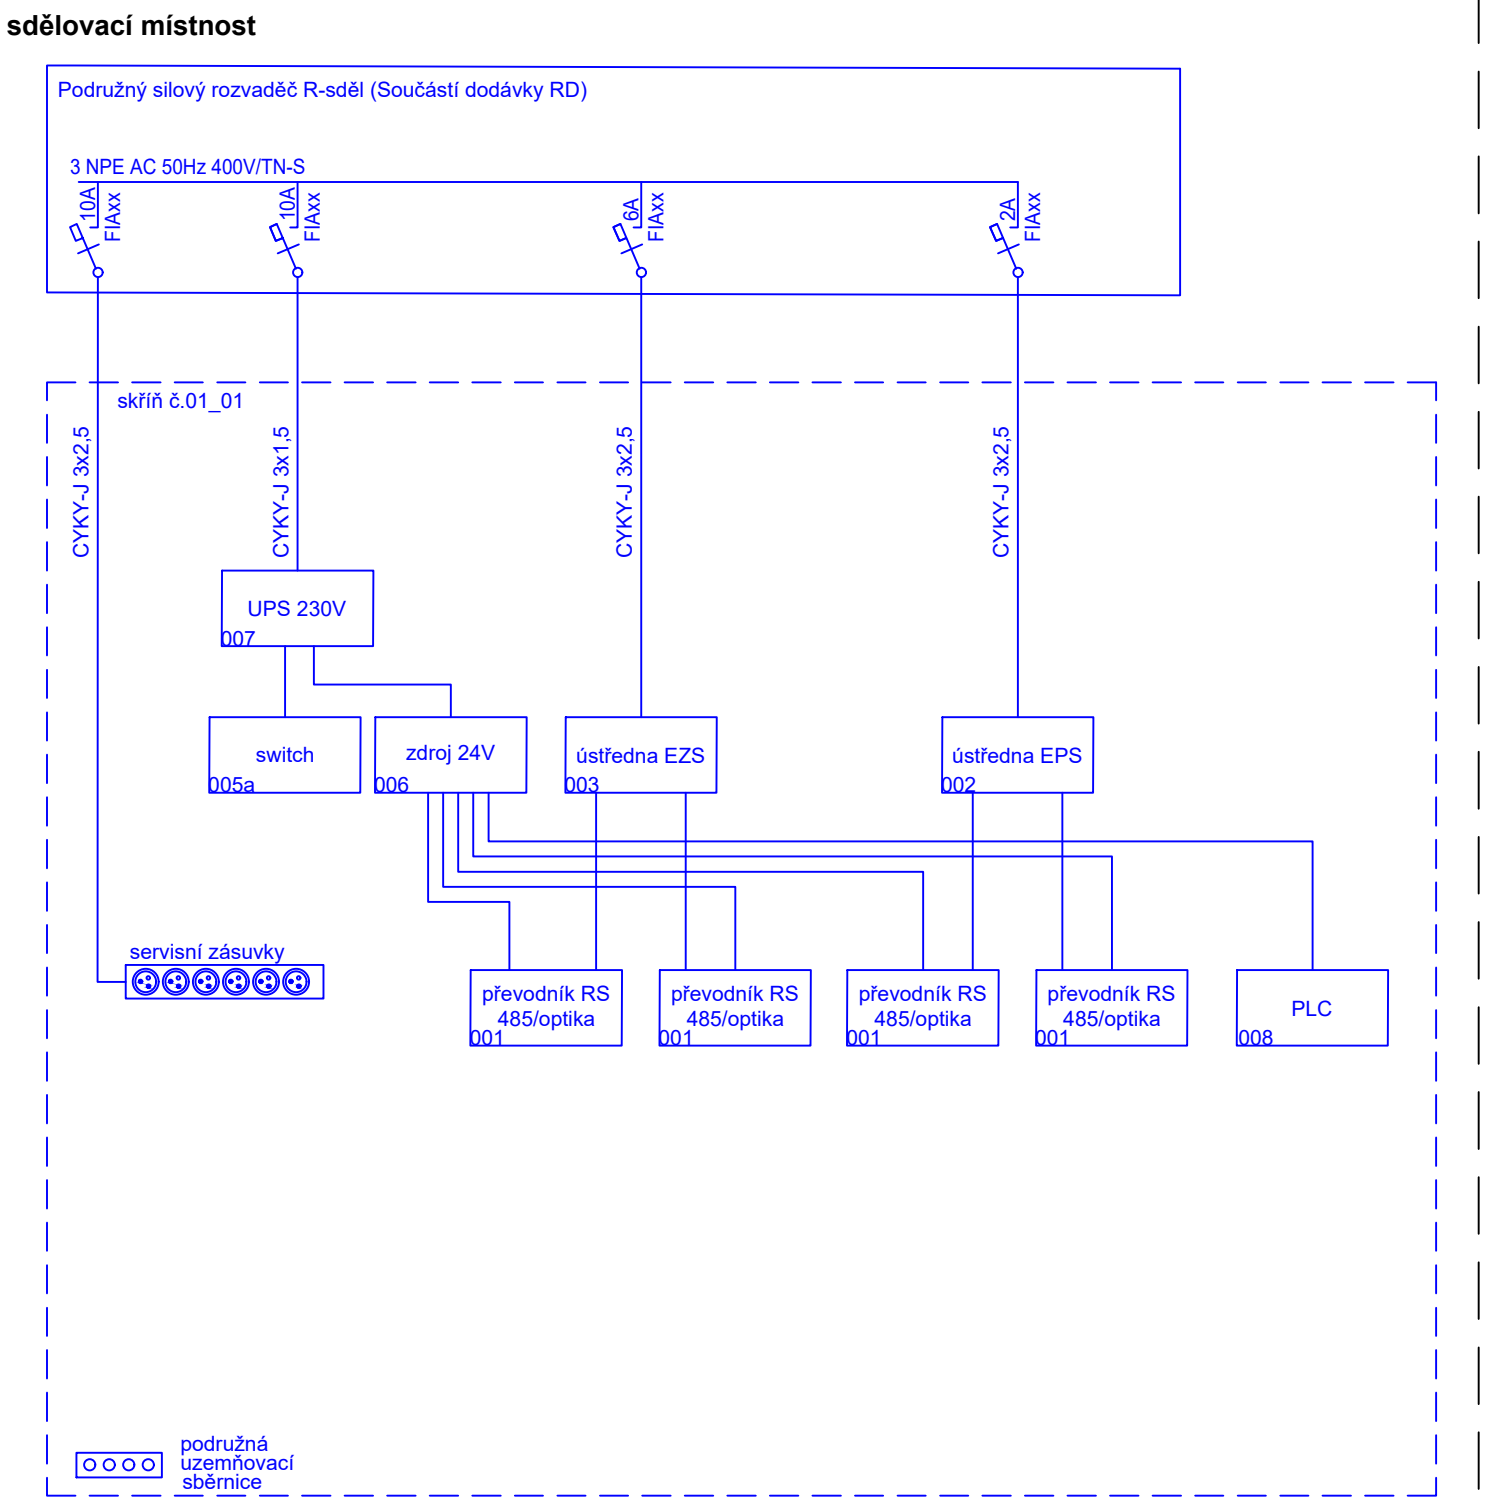 sdělovací místnost
Podružný silový rozvaděč R-sděl (Součástí dodávky RD)
3 NPE AC 50Hz 400V/TN-S
10A
FIAxx
10A
FIAxx
6A
FIAxx
2A
FIAxx
skříň č.01_01
CYKY-J 3x2,5
CYKY-J 3x1,5
CYKY-J 3x2,5
CYKY-J 3x2,5
UPS 230V
007
switch
005a
zdroj 24V
006
ústředna EZS
003
ústředna EPS
002
servisní zásuvky
převodník RS
485/optika
001
převodník RS
485/optika
001
převodník RS
485/optika
001
převodník RS
485/optika
001
PLC
008
podružná
uzemňovací
sběrnice